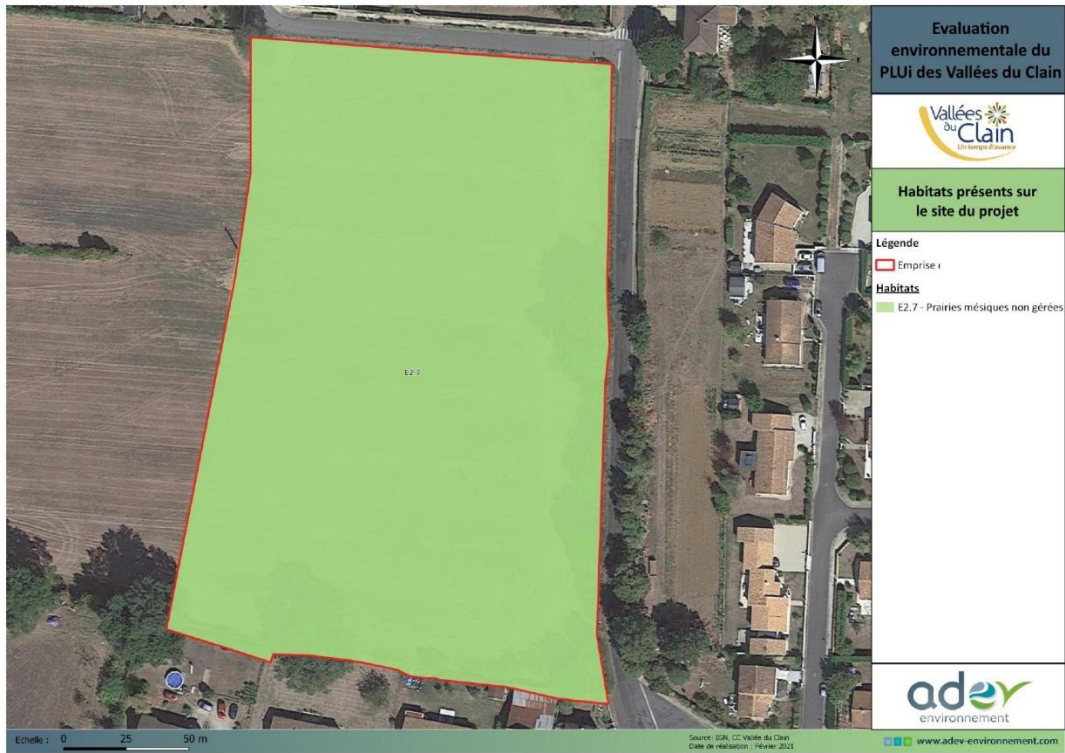 Evaluation
environnementale du
PLUi des Vallées du Clain
Vallées
du Clain
Un temps d'avance
Habitats présents sur
le site du projet
Légende
Emprise
Habitats
E2.7 - Prairies mésiques non gérées
E2.7
E
Echelle : 0 25 50 m
Source: IGN, CC Vallée du Clain
Date de réalisation : Février 2021
adev
environnement
www.adev-environnement.com